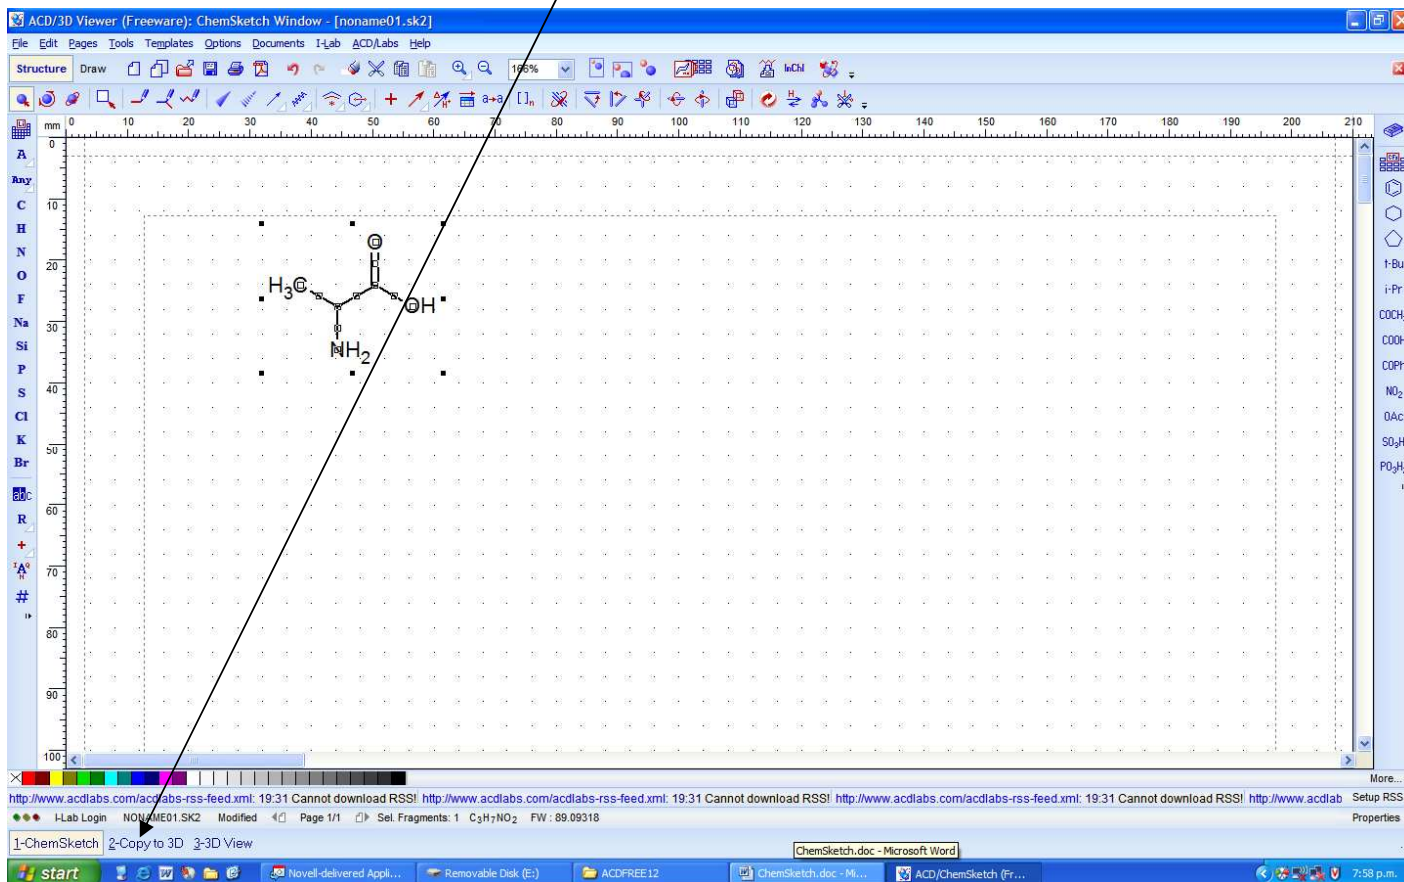 ACD/3D Viewer (Freeware): ChemSketch Window - [noname01.sk2]
File Edit Pages Tools Templates Options Documents I-Lab ACD/Labs Help
Structure Draw 166% InChI
mm 0 10 20 30 40 50 60 70 80 90 100 110 120 130 140 150 160 170 180 190 200 210
0
A
Any
C
10
H
N
20
O
F
Na
30
Si
P
40
S
Cl
K
50
Br
abc
60
R
70
#
80
90
100
O
H3C
OH
NH2
t-Bu
i-Pr
COCH
COOH
COPh
NO2
OAc
SO3H
PO3H
More...
http://www.acdlabs.com/acdlabs-rss-feed.xml: 19:31 Cannot download RSS! http://www.acdlabs.com/acdlabs-rss-feed.xml: 19:31 Cannot download RSS! http://www.acdlabs.com/acdlabs-rss-feed.xml: 19:31 Cannot download RSS! http://www.acdlab Setup RSS
I-Lab Login NONAME01.SK2 Modified Page 1/1 Sel. Fragments: 1 C3H7NO2 FW : 89.09318 Properties
1-ChemSketch 2-Copy to 3D 3-3D View
ChemSketch.doc - Microsoft Word
start Novell-delivered Appli... Removable Disk (E:) ACDFREE12 ChemSketch.doc - Mi... ACD/ChemSketch (Fr... 7:58 p.m.